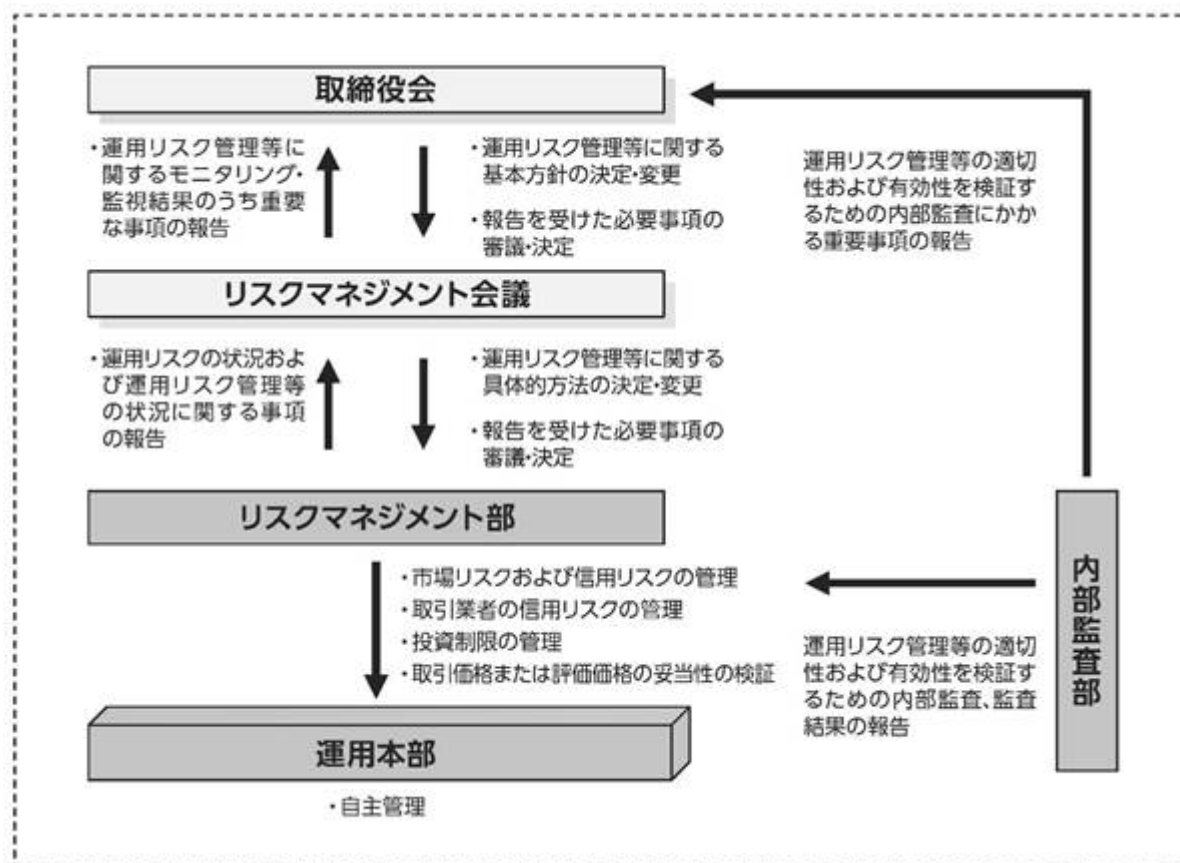 取締役会
・運用リスク管理等に
関するモニタリング・
監視結果のうち重要
な事項の報告
・運用リスク管理等に関する
基本方針の決定・変更
・報告を受けた必要事項の
審議・決定
運用リスク管理等の適切
性および有効性を検証す
るための内部監査にかか
る重要事項の報告
リスクマネジメント会議
・運用リスクの状況およ
び運用リスク管理等
の状況に関する事項
の報告
・運用リスク管理等に関する
具体的方法の決定・変更
・報告を受けた必要事項の
審議・決定
リスクマネジメント部
・市場リスクおよび信用リスクの管理
・取引業者の信用リスクの管理
・投資制限の管理
・取引価格または評価価格の妥当性の検証
運用リスク管理等の適切
性および有効性を検証す
るための内部監査、監査
結果の報告
内部監査部
運用本部
・自主管理